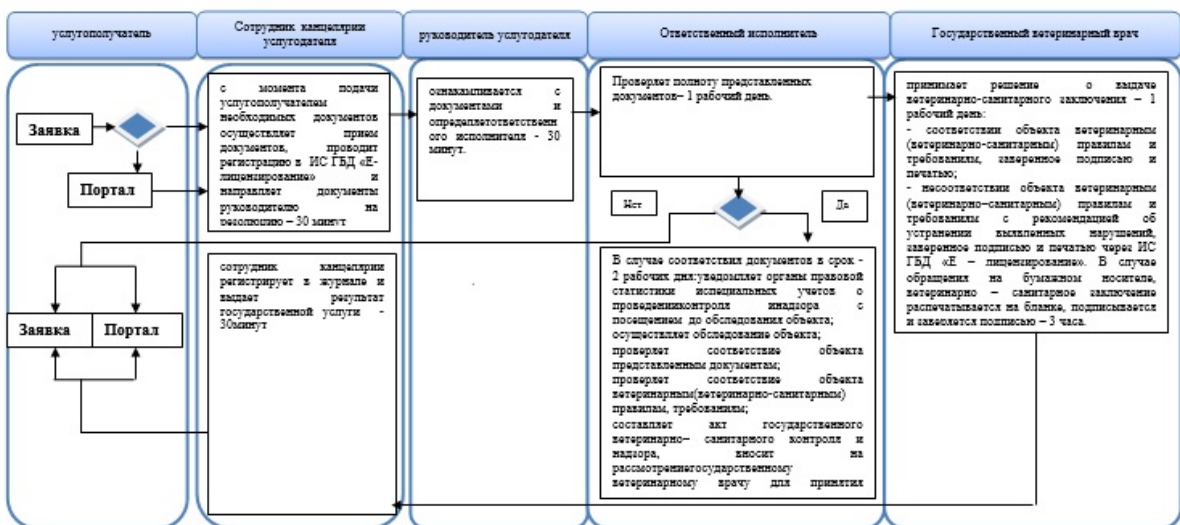 услугополучатель
Сотрудник канцелярии
услугодателя
руководитель услугодателя
Ответственный исполнитель
Государственный ветеринарный врач
Заявка
Портал
с момента подачи
услугополучателем
необходимых документов
осуществляет прием
документов, проводит
регистрацию в ИС ГБД «Е-
лицензирование» и
направляет документы
руководителю на
резолюцию – 30 минут
ознакамливается с
документами и
определяетответствен
ного исполнителя - 30
минут.
Проверяет полноту представленных
документов– 1 рабочий день.
Нет
Да
принимает решение о выдаче
ветеринарно-санитарного заключения – 1
рабочий день:
- соответствии объекта ветеринарным
(ветеринарно-санитарным) правилам и
требованиям, заверенное подписью и
печатью;
- несоответствии объекта ветеринарным
(ветеринарно–санитарным) правилам и
требованиям с рекомендацией об
устранении выявленных нарушений,
заверенное подписью и печатью через ИС
ГБД «Е – лицензирование». В случае
обращения на бумажном носителе,
ветеринарно – санитарное заключение
распечатывается на бланке, подписывается
и заверяется подписью – 3 часа.
Заявка
Портал
сотрудник канцелярии
регистрирует в журнале и
выдает результат
государственной услуги -
30минут
В случае соответствия документов в срок -
2 рабочих дня:уведомляет органы правовой
статистики испециальных учетов о
проведенииконтроля инадзора с
посещением до обследования объекта;
осуществляет обследование объекта;
проверяет соответствие объекта
представленным документам;
проверяет соответствие объекта
ветеринарным(ветеринарно-санитарным)
правилам, требованиям;
составляет акт государственного
ветеринарно– санитарного контроля и
надзора, вносит на
рассмотрениегосударственному
ветеринарному врачу для принятия